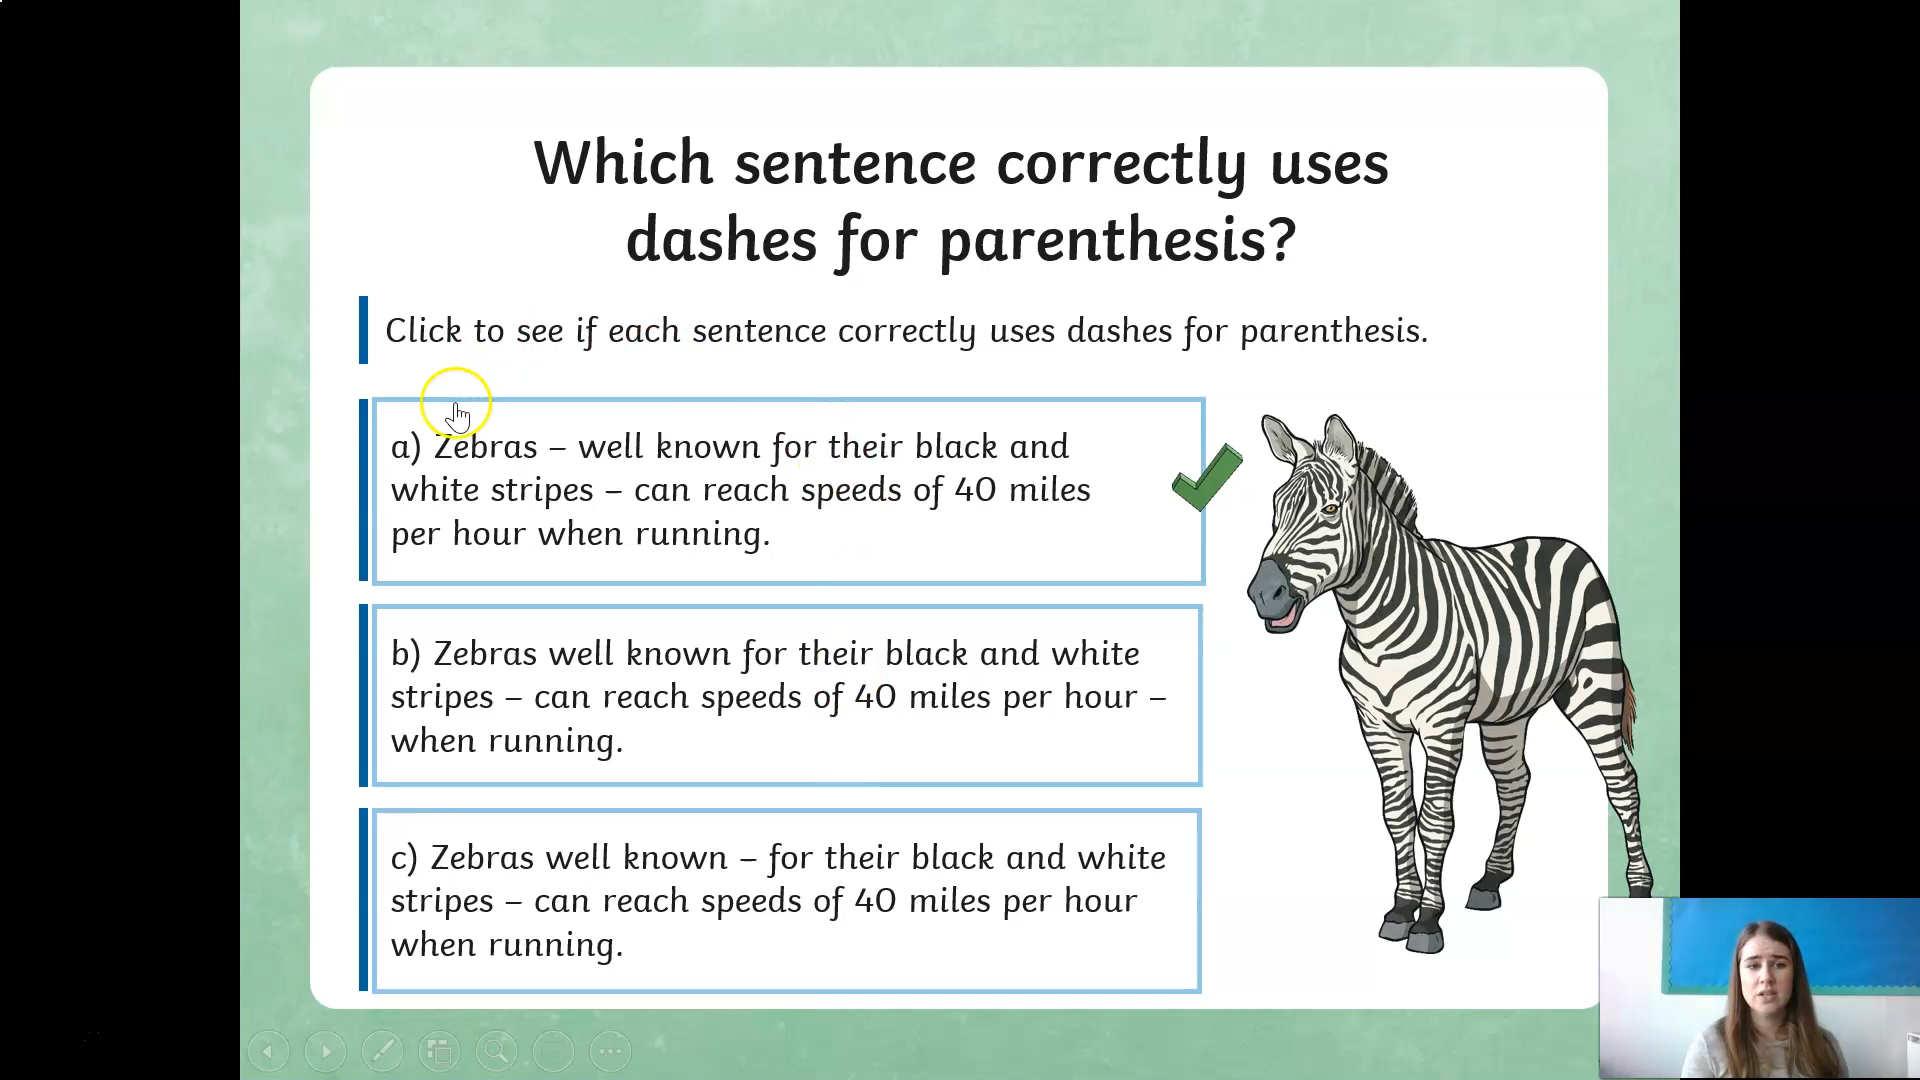 Which sentence correctly uses
dashes for parenthesis?
Click to see if each sentence correctly uses dashes for parenthesis.
a) Zebras – well known for their black and
white stripes – can reach speeds of 40 miles
per hour when running.
b) Zebras well known for their black and white
stripes – can reach speeds of 40 miles per hour –
when running.
c) Zebras well known – for their black and white
stripes – can reach speeds of 40 miles per hour
when running.